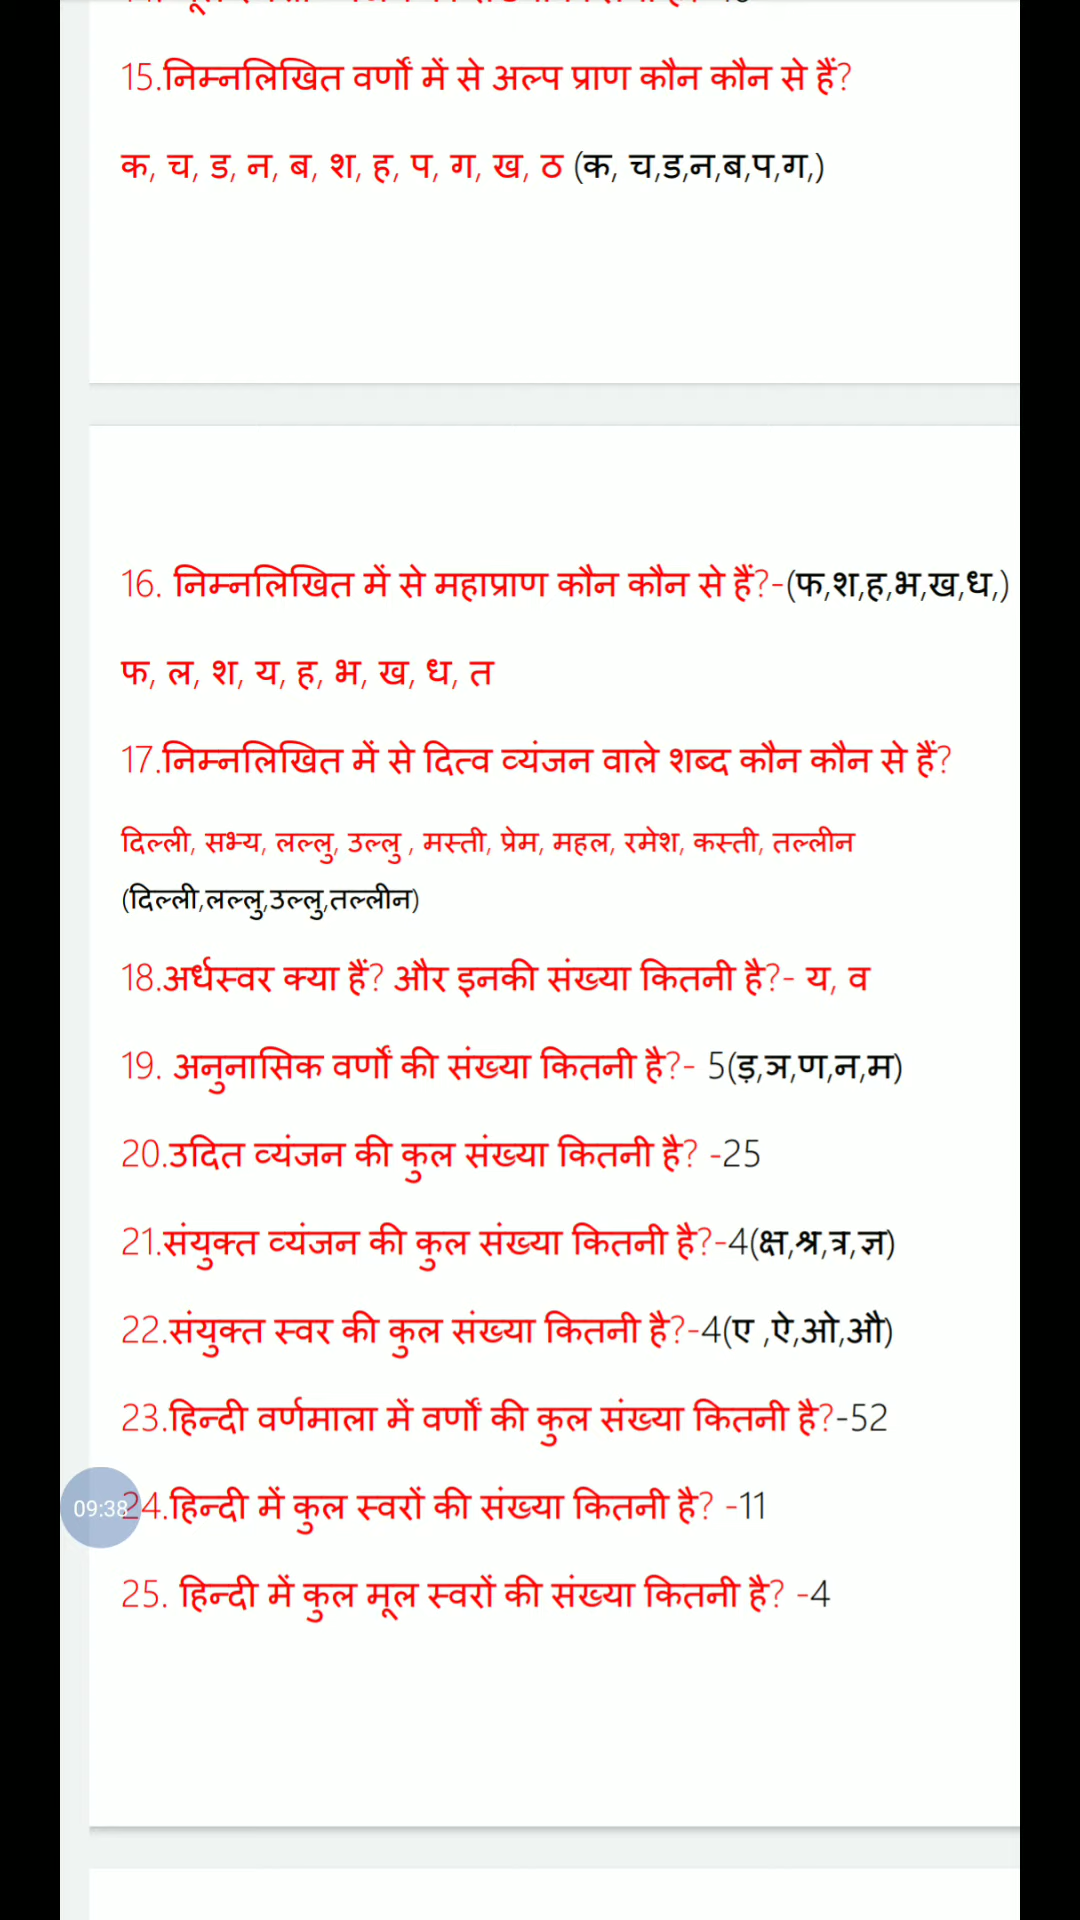 15.निम्नलिखित वर्णों में से अल्प प्राण कौन कौन से हैं?
क, च, ड, न, ब, श, ह, प, ग, ख, ठ (क, च,ड,न,ब,प,ग,)
16. निम्नलिखित में से महाप्राण कौन कौन से हैं?-(फ,श,ह,भ,ख,ध,)
फ, ल, श, य, ह, भ, ख, ध, त
17.निम्नलिखित में से दित्व व्यंजन वाले शब्द कौन कौन से हैं?
दिल्ली, सभ्य, लल्लु, उल्लु , मस्ती, प्रेम, महल, रमेश, कस्ती, तल्लीन
(दिल्ली,लल्लु,उल्लु,तल्लीन)
18.अर्धस्वर क्या हैं? और इनकी संख्या कितनी है?- य, व
19. अनुनासिक वर्णों की संख्या कितनी है?- 5(ड़,ञ,ण,न,म)
20.उदित व्यंजन की कुल संख्या कितनी है? -25
21.संयुक्त व्यंजन की कुल संख्या कितनी है?-4(क्ष,श्र,त्र,ज्ञ)
22.संयुक्त स्वर की कुल संख्या कितनी है?-4(ए ,ऐ,ओ,औ)
23.हिन्दी वर्णमाला में वर्णों की कुल संख्या कितनी है?-52
09:38
24.हिन्दी में कुल स्वरों की संख्या कितनी है? -11
25. हिन्दी में कुल मूल स्वरों की संख्या कितनी है? -4